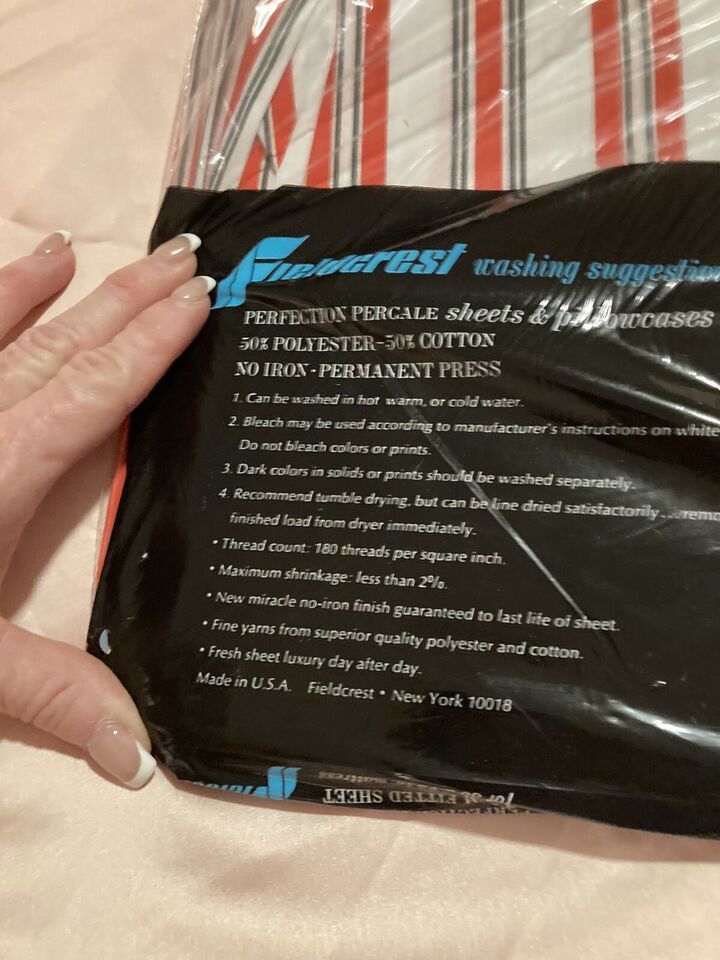 Fieldcrest washing suggestion
PERFECTION PERCALE sheets & pillowcases
50% POLYESTER-50% COTTON
NO IRON-PERMANENT PRESS
1. Can be washed in hot warm, or cold water.
2. Bleach may be used according to manufacturer's instructions on white
Do not bleach colors or prints.
3. Dark colors in solids or prints should be washed separately.
4. Recommend tumble drying, but can be line dried satisfactorily...remo
finished load from dryer immediately.
• Thread count: 180 threads per square inch.
• Maximum shrinkage: less than 2%.
• New miracle no-iron finish guaranteed to last life of sheet.
• Fine yarns from superior quality polyester and cotton.
• Fresh sheet luxury day after day.
Made in U.S.A. Fieldcrest • New York 10018
FITTED SHEET
mattress